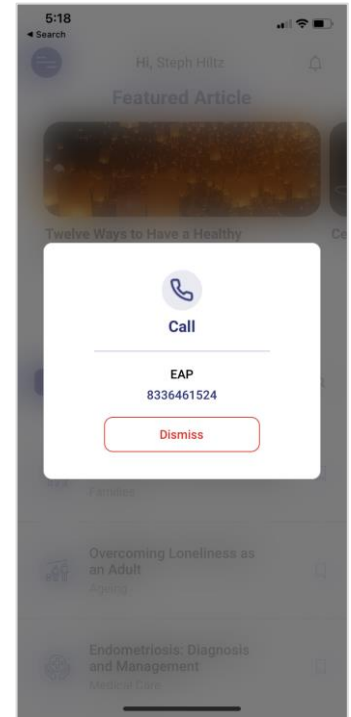 5:18
◀ Search
Hi, Steph Hiltz
Featured Article
Twelve Ways to Have a Healthy
Ce
Call
EAP
8336461524
Dismiss
Families
Overcoming Loneliness as
an Adult
Ageing
Endometriosis: Diagnosis
and Management
Medical Care